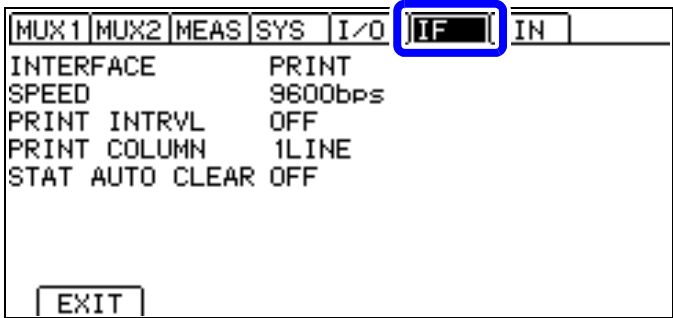 MUX1 MUX2 MEAS SYS I/O IF IN
INTERFACE PRINT
SPEED 9600bps
PRINT INTRVL OFF
PRINT COLUMN 1LINE
STAT AUTO CLEAR OFF
EXIT